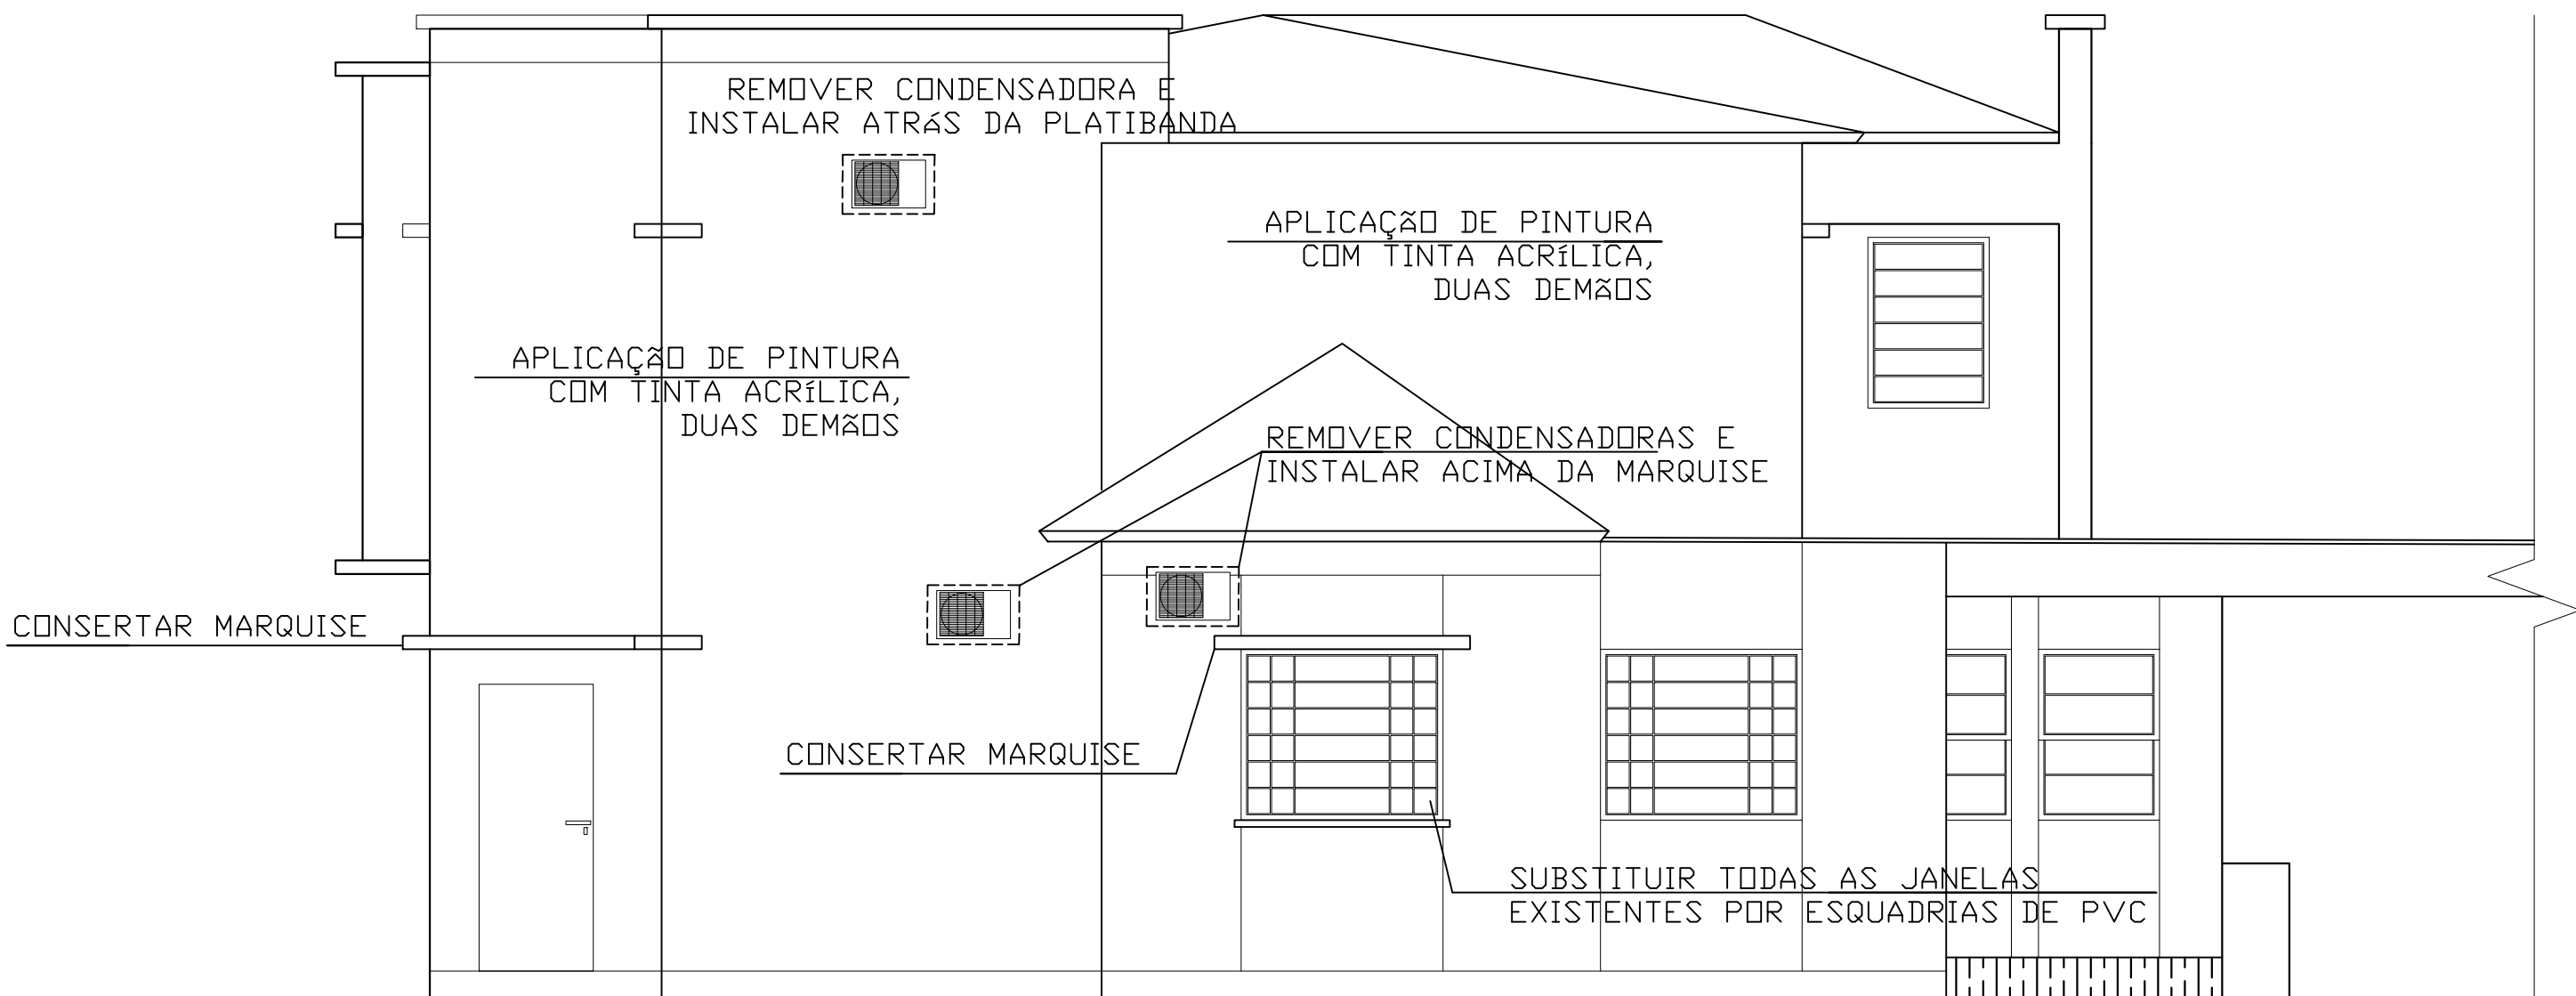 REMOVER CONDENSADORA E
INSTALAR ATRÁS DA PLATIBANDA
APLICAÇÃO DE PINTURA
COM TINTA ACRÍLICA,
DUAS DEMÃOS
APLICAÇÃO DE PINTURA
COM TINTA ACRÍLICA,
DUAS DEMÃOS
REMOVER CONDENSADORAS E
INSTALAR ACIMA DA MARQUISE
CONSERTAR MARQUISE
CONSERTAR MARQUISE
SUBSTITUIR TODAS AS JANELAS
EXISTENTES POR ESQUADRIAS DE PVC